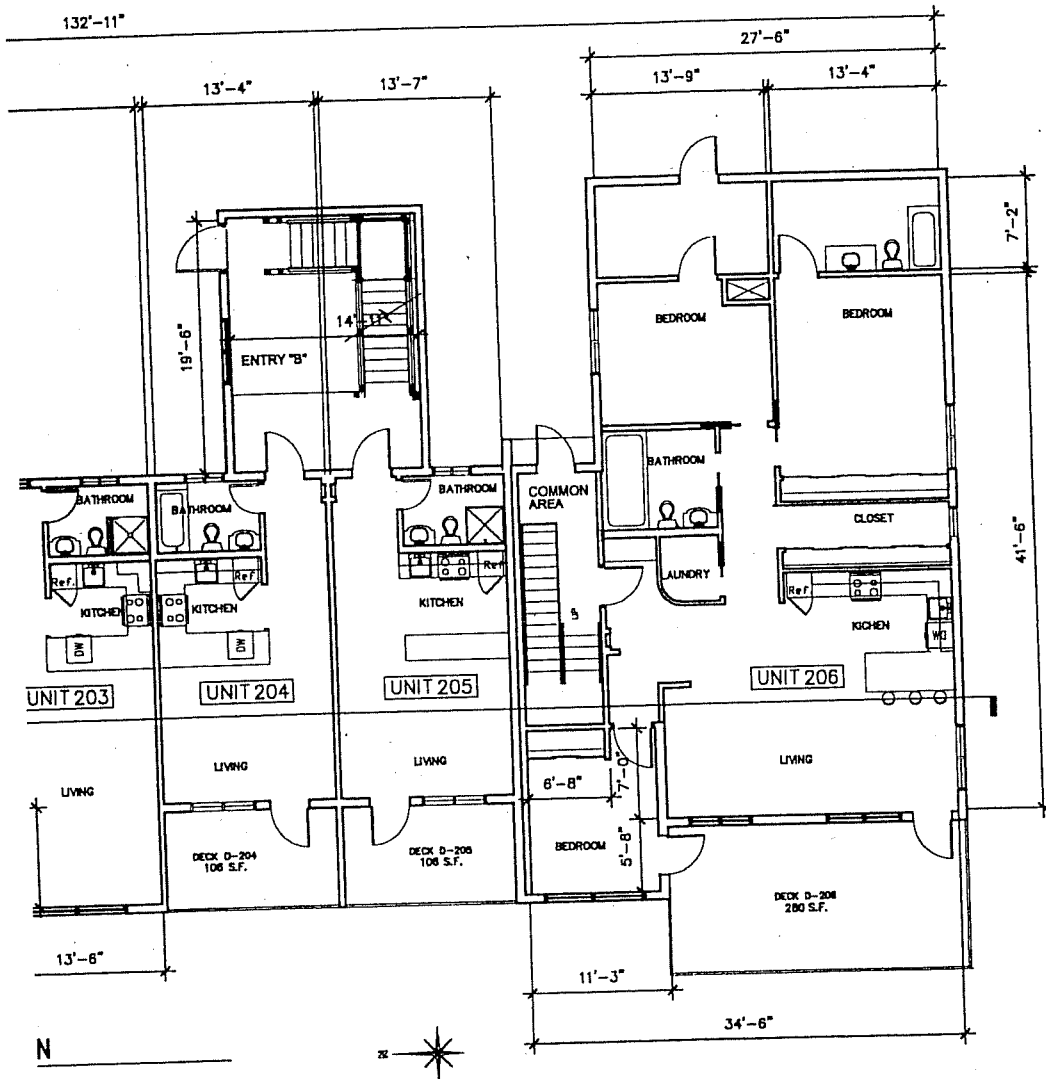 132'-11"
27'-6"
13'-4"
13'-7"
13'-9"
13'-4"
7'-2"
19'-6"
14'-11"
ENTRY "B"
BEDROOM
BEDROOM
41'-6"
BATHROOM
BATHROOM
BATHROOM
BATHROOM
COMMON
AREA
CLOSET
Ref.
Ref
Ref
LAUNDRY
Ref
KITCHEN
KITCHEN
KITCHEN
KICHEN
DW
DW
DW
UNIT 203
UNIT 204
UNIT 205
UNIT 206
LIVING
LIVING
LIVING
LIVING
6'-8"
7'-0"
5'-8"
BEDROOM
DECK D-204
106 S.F.
DECK D-205
106 S.F.
DECK D-206
280 S.F.
13'-6"
11'-3"
34'-6"
N
N